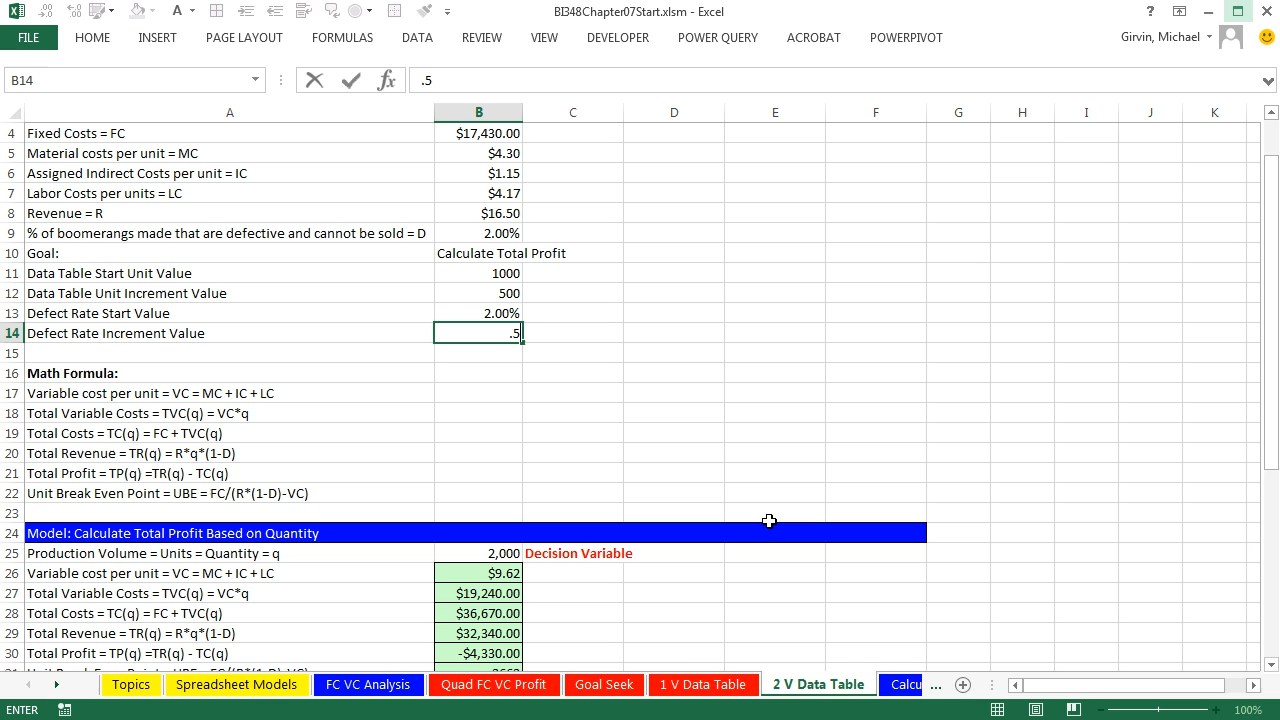 BI348Chapter07Start.xlsm - Excel
FILE HOME INSERT PAGE LAYOUT FORMULAS DATA REVIEW VIEW DEVELOPER POWER QUERY ACROBAT POWERPIVOT Girvin, Michael
B14 fx .5
A B C D E F G H I J K
4 Fixed Costs = FC $17,430.00
5 Material costs per unit = MC $4.30
6 Assigned Indirect Costs per unit = IC $1.15
7 Labor Costs per units = LC $4.17
8 Revenue = R $16.50
9 % of boomerangs made that are defective and cannot be sold = D 2.00%
10 Goal: Calculate Total Profit
11 Data Table Start Unit Value 1000
12 Data Table Unit Increment Value 500
13 Defect Rate Start Value 2.00%
14 Defect Rate Increment Value .5
15
16 Math Formula:
17 Variable cost per unit = VC = MC + IC + LC
18 Total Variable Costs = TVC(q) = VC*q
19 Total Costs = TC(q) = FC + TVC(q)
20 Total Revenue = TR(q) = R*q*(1-D)
21 Total Profit = TP(q) =TR(q) - TC(q)
22 Unit Break Even Point = UBE = FC/(R*(1-D)-VC)
23
24 Model: Calculate Total Profit Based on Quantity
25 Production Volume = Units = Quantity = q 2,000 Decision Variable
26 Variable cost per unit = VC = MC + IC + LC $9.62
27 Total Variable Costs = TVC(q) = VC*q $19,240.00
28 Total Costs = TC(q) = FC + TVC(q) $36,670.00
29 Total Revenue = TR(q) = R*q*(1-D) $32,340.00
30 Total Profit = TP(q) =TR(q) - TC(q) -$4,330.00
Topics Spreadsheet Models FC VC Analysis Quad FC VC Profit Goal Seek 1 V Data Table 2 V Data Table Calcu ...
ENTER 100%